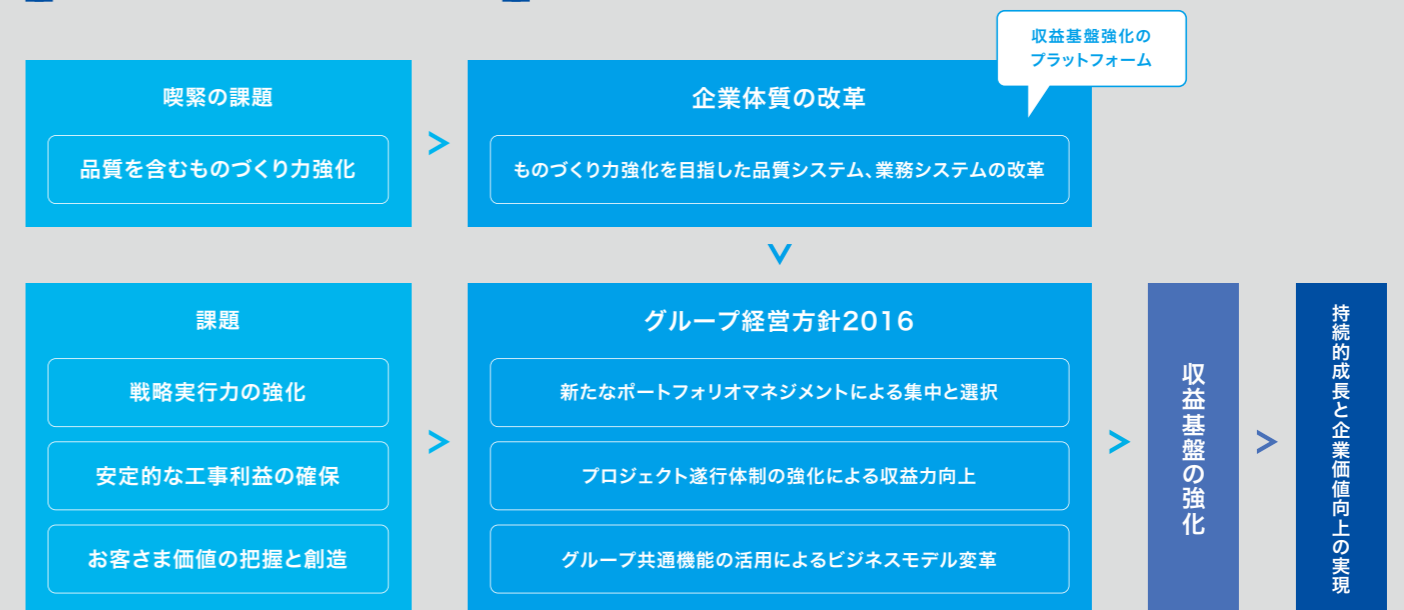 収益基盤強化の
プラットフォーム
喫緊の課題
品質を含むものづくり力強化
企業体質の改革
ものづくり力強化を目指した品質システム、業務システムの改革
課題
戦略実行力の強化
安定的な工事利益の確保
お客さま価値の把握と創造
グループ経営方針2016
新たなポートフォリオマネジメントによる集中と選択
プロジェクト遂行体制の強化による収益力向上
グループ共通機能の活用によるビジネスモデル変革
収益基盤の強化
持続的成長と企業価値向上の実現